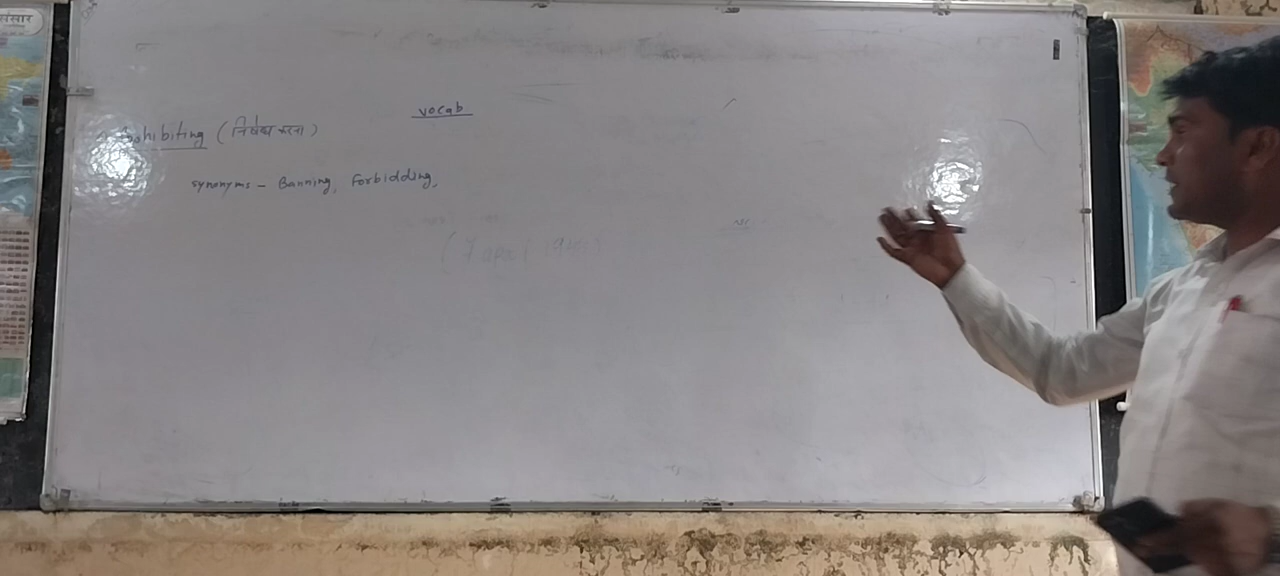 संसार
vocab
Prohibiting (निषेध करना)
synonyms – Banning, Forbidding,